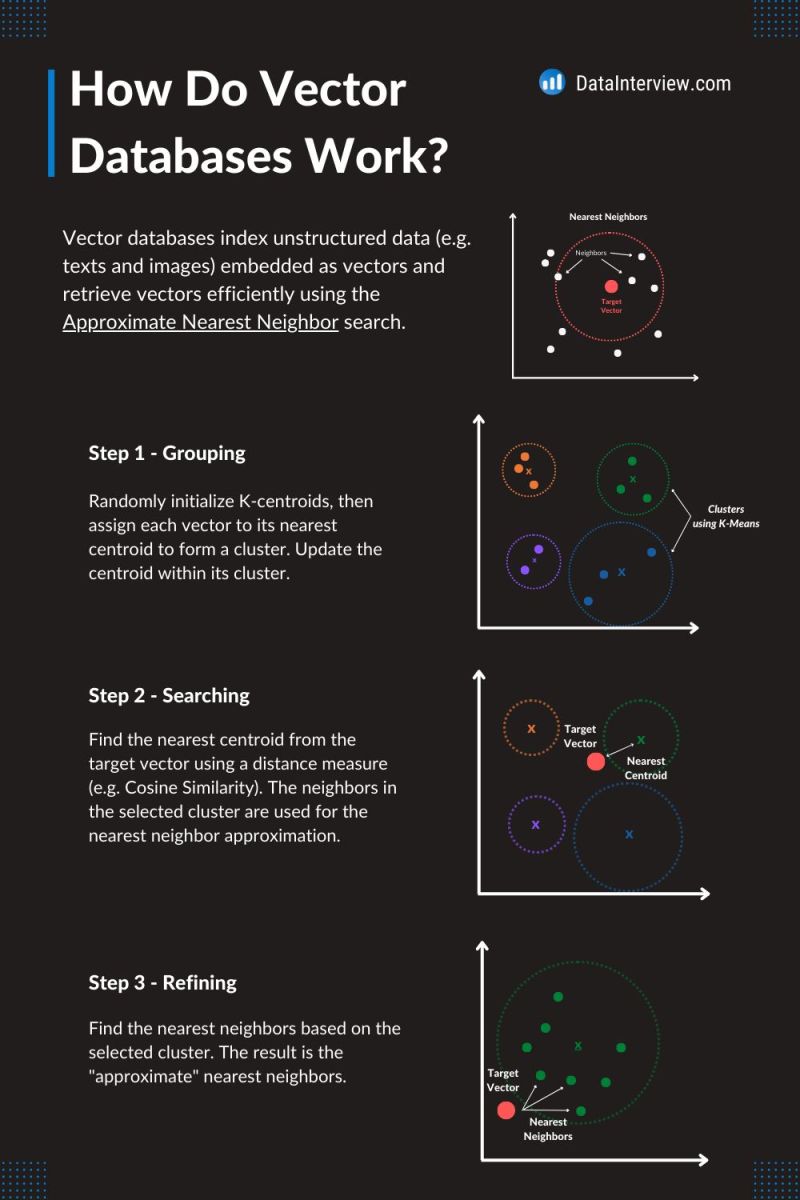 How Do Vector
Databases Work?
DataInterview.com
Vector databases index unstructured data (e.g.
texts and images) embedded as vectors and
retrieve vectors efficiently using the
Approximate Nearest Neighbor search.
Nearest Neighbors
Neighbors
Target
Vector
Step 1 - Grouping
Randomly initialize K-centroids, then
assign each vector to its nearest
centroid to form a cluster. Update the
centroid within its cluster.
x
x
x
x
Clusters
using K-Means
Step 2 - Searching
Find the nearest centroid from the
target vector using a distance measure
(e.g. Cosine Similarity). The neighbors in
the selected cluster are used for the
nearest neighbor approximation.
x
Target
Vector
x
Nearest
Centroid
x
x
Step 3 - Refining
Find the nearest neighbors based on the
selected cluster. The result is the
"approximate" nearest neighbors.
x
Target
Vector
Nearest
Neighbors